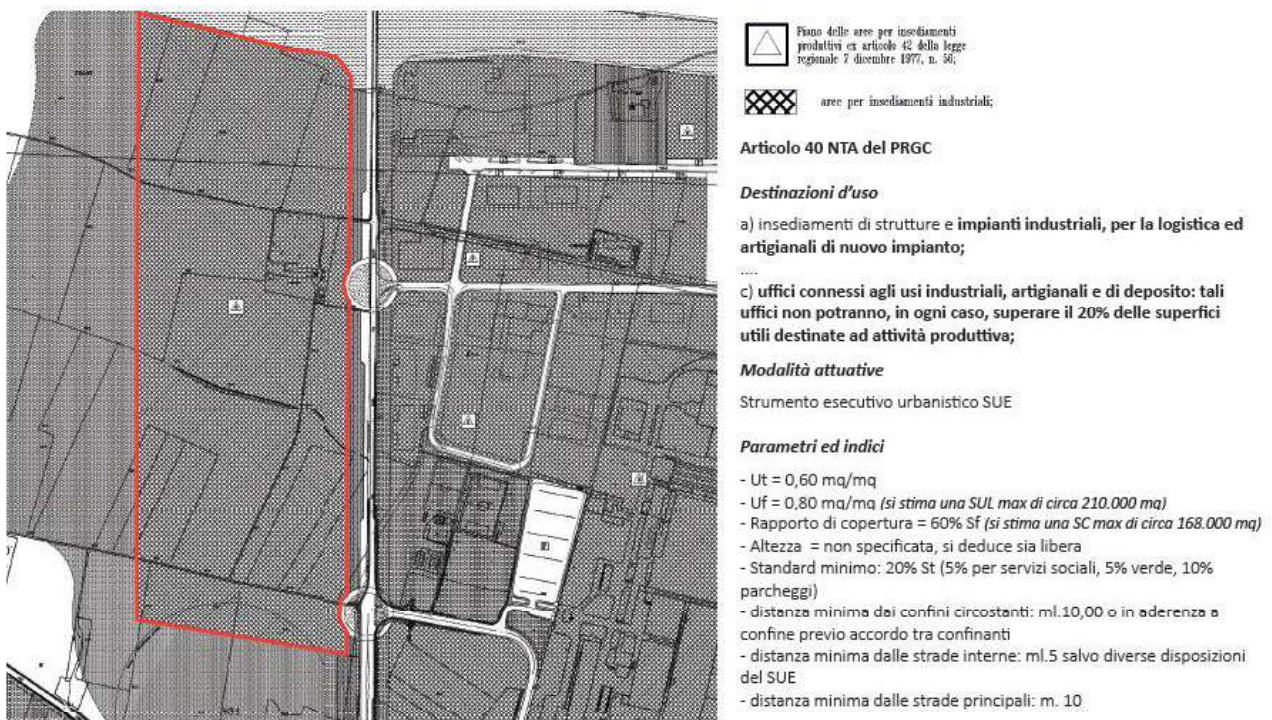 Piano delle aree per insediamenti
produttivi ex articolo 42 della legge
regionale 7 dicembre 1977, n. 56;
aree per insediamenti industriali;
Articolo 40 NTA del PRGC
Destinazioni d'uso
a) insediamenti di strutture e impianti industriali, per la logistica ed
artigianali di nuovo impianto;
....
c) uffici connessi agli usi industriali, artigianali e di deposito: tali
uffici non potranno, in ogni caso, superare il 20% delle superfici
utili destinate ad attività produttiva;
Modalità attuative
Strumento esecutivo urbanistico SUE
Parametri ed indici
- Ut = 0,60 mq/mq
- Uf = 0,80 mq/mq (si stima una SUL max di circa 210.000 mq)
- Rapporto di copertura = 60% Sf (si stima una SC max di circa 168.000 mq)
- Altezza = non specificata, si deduce sia libera
- Standard minimo: 20% St (5% per servizi sociali, 5% verde, 10%
parcheggi)
- distanza minima dai confini circostanti: ml.10,00 o in aderenza a
confine previo accordo tra confinanti
- distanza minima dalle strade interne: ml.5 salvo diverse disposizioni
del SUE
- distanza minima dalle strade principali: m. 10